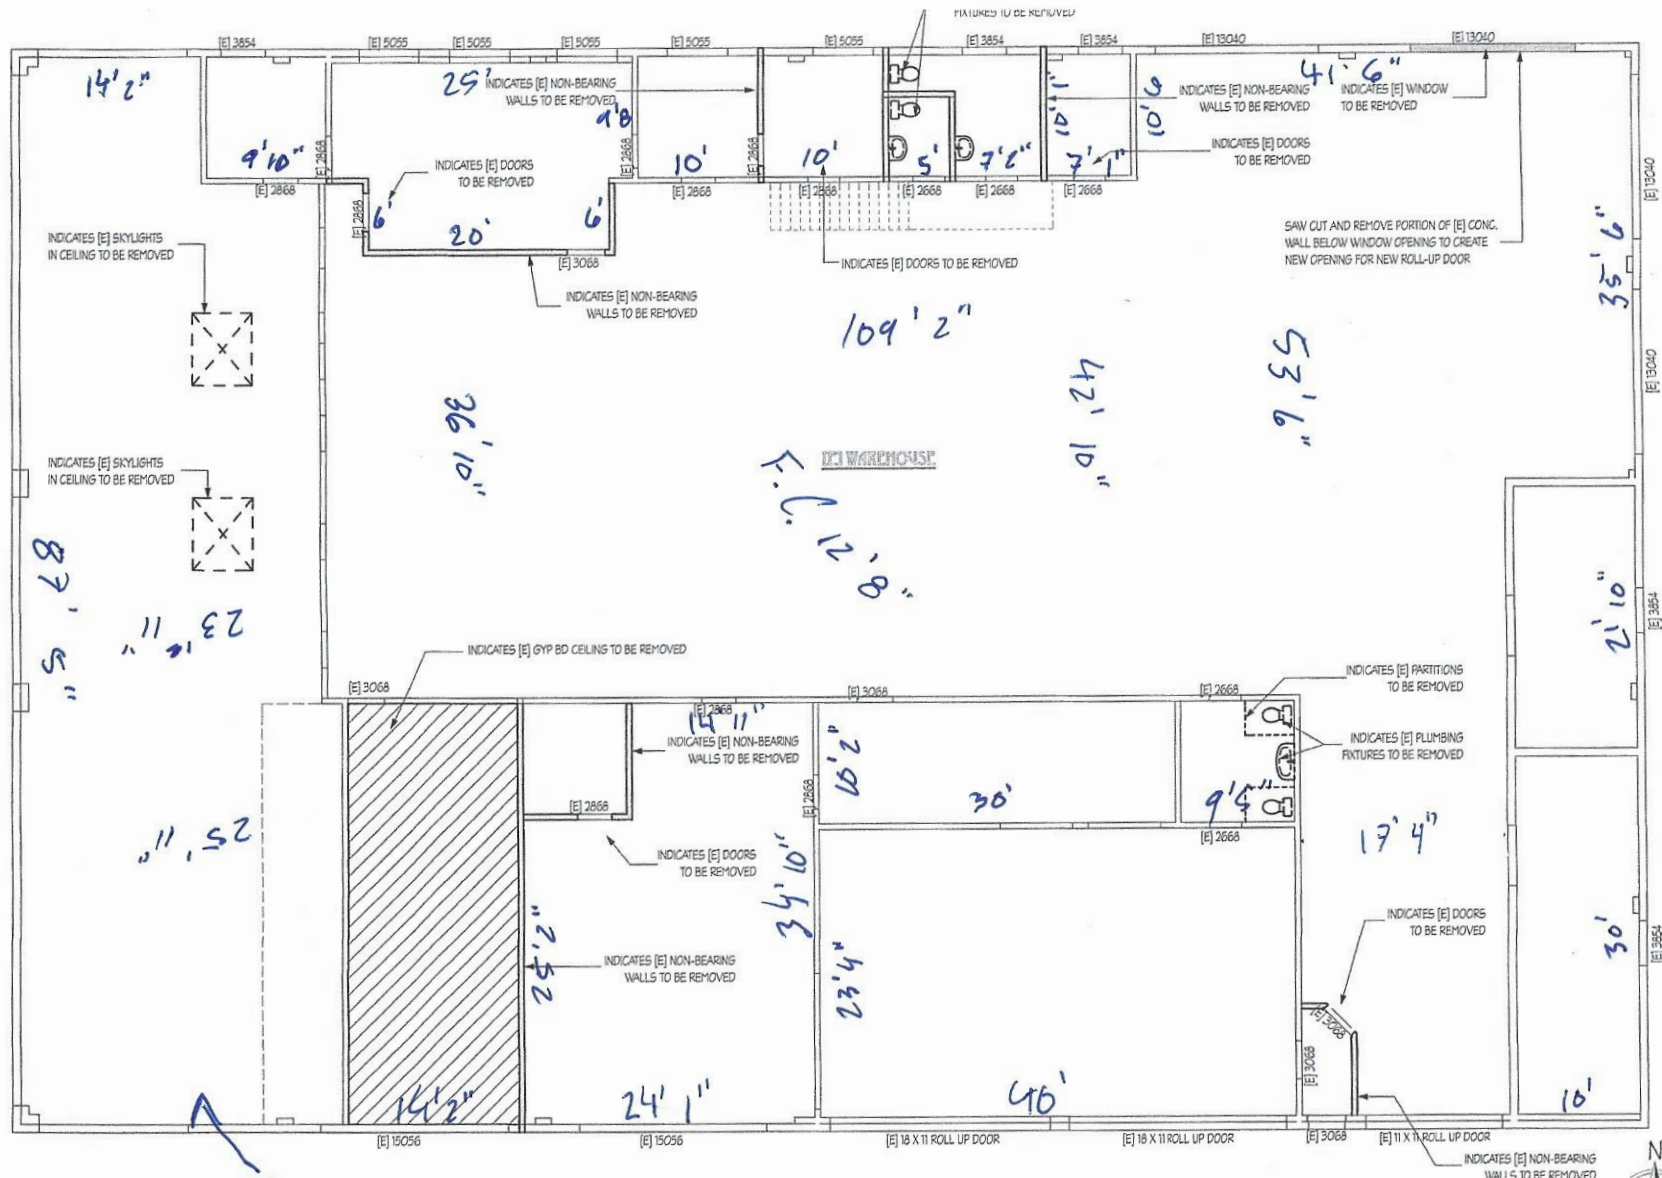 FIXTURES TO BE REMOVED
[E] 3854
[E] 5055
[E] 5055
[E] 5055
[E] 5055
[E] 5055
[E] 3854
[E] 3854
[E] 13040
[E] 13040
14' 2"
25'
INDICATES [E] NON-BEARING
WALLS TO BE REMOVED
9'8
INDICATES [E] NON-BEARING
WALLS TO BE REMOVED
41' 6"
INDICATES [E] WINDOW
TO BE REMOVED
10' 1"
10' 9
9'10"
[E] 2868
INDICATES [E] DOORS
TO BE REMOVED
[E] 2868
10'
[E] 2868
10'
5'
7'2"
7' 1"
INDICATES [E] DOORS
TO BE REMOVED
[E] 13040
[E] 2868
[E] 2868
[E] 2868
[E] 2668
[E] 2668
[E] 2668
6'
[E] 2868
20'
6'
[E] 3068
INDICATES [E] SKYLIGHTS
IN CEILING TO BE REMOVED
SAW CUT AND REMOVE PORTION OF [E] CONC.
WALL BELOW WINDOW OPENING TO CREATE
NEW OPENING FOR NEW ROLL-UP DOOR
35' 9"
INDICATES [E] DOORS TO BE REMOVED
INDICATES [E] NON-BEARING
WALLS TO BE REMOVED
109' 2"
53' 6"
42' 10"
36' 10"
[E] 13040
INDICATES [E] SKYLIGHTS
IN CEILING TO BE REMOVED
[E] WAREHOUSE
21' 8"
87' 5"
23' 11"
12' 10"
[E] 3854
INDICATES [E] GYP BD CEILING TO BE REMOVED
[E] 3068
[E] 2868
[E] 3068
[E] 2668
INDICATES [E] PARTITIONS
TO BE REMOVED
14' 11"
INDICATES [E] NON-BEARING
WALLS TO BE REMOVED
10' 2"
INDICATES [E] PLUMBING
FIXTURES TO BE REMOVED
[E] 2868
[E] 2868
30'
9'5"
[E] 2668
17' 4"
25' 11"
INDICATES [E] DOORS
TO BE REMOVED
34' 10"
25' 2"
INDICATES [E] NON-BEARING
WALLS TO BE REMOVED
23' 4"
INDICATES [E] DOORS
TO BE REMOVED
30'
[E] 3854
[E] 3068
[E] 3068
14' 2"
24' 1"
40'
10'
[E] 15056
[E] 15056
[E] 18 X 11 ROLL UP DOOR
[E] 18 X 11 ROLL UP DOOR
[E] 3068
[E] 11 X 11 ROLL UP DOOR
INDICATES [E] NON-BEARING
WALLS TO BE REMOVED
N